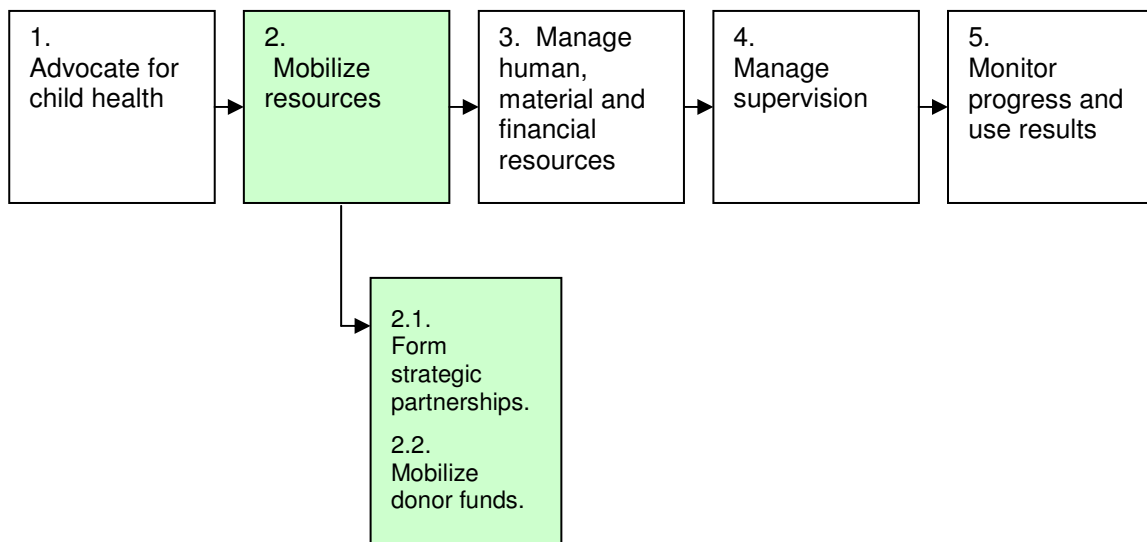 1.
Advocate for
child health
2.
Mobilize
resources
3. Manage
human,
material and
financial
resources
4.
Manage
supervision
5.
Monitor
progress and
use results
2.1.
Form
strategic
partnerships.
2.2.
Mobilize
donor funds.